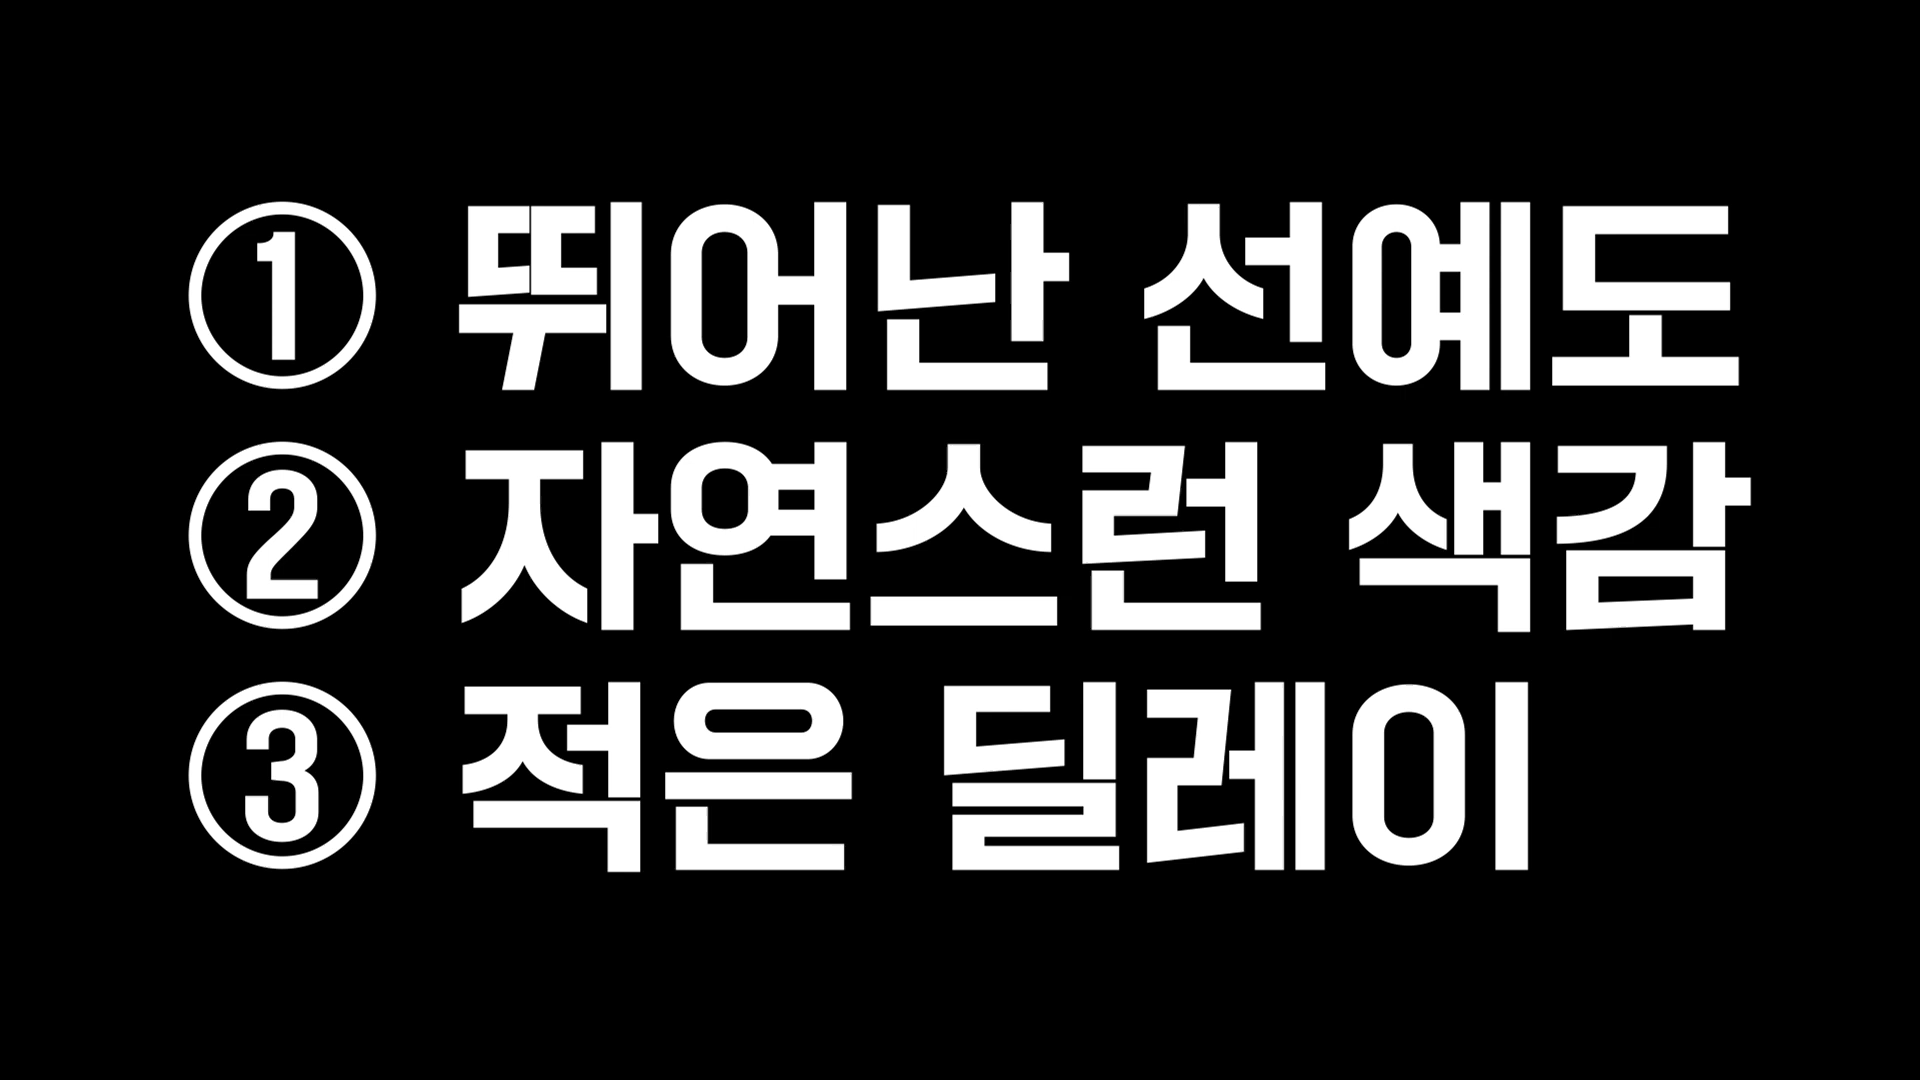 ① 뛰어난 선예도
② 자연스런 색감
③ 적은 딜레이